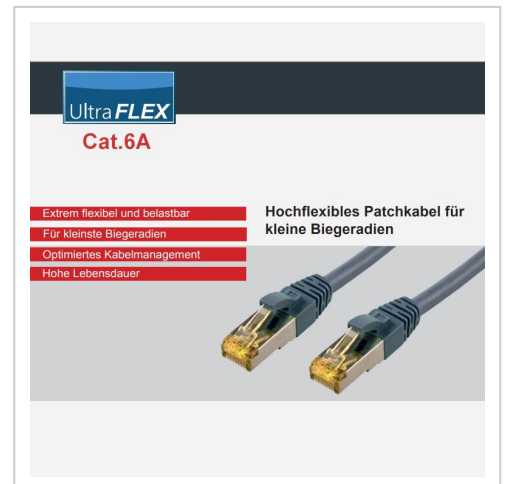 Ultra FLEX
Cat.6A
Extrem flexibel und belastbar
Für kleinste Biegeradien
Optimiertes Kabelmanagement
Hohe Lebensdauer
Hochflexibles Patchkabel für
kleine Biegeradien